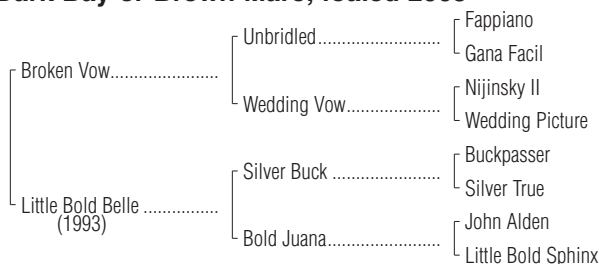 Fappiano
Unbridled........................
Gana Facil
Broken Vow.....................
Nijinsky II
Wedding Vow..................
Wedding Picture
Buckpasser
Silver Buck .....................
Silver True
Little Bold Belle ..............
(1993)
John Alden
Bold Juana......................
Little Bold Sphinx